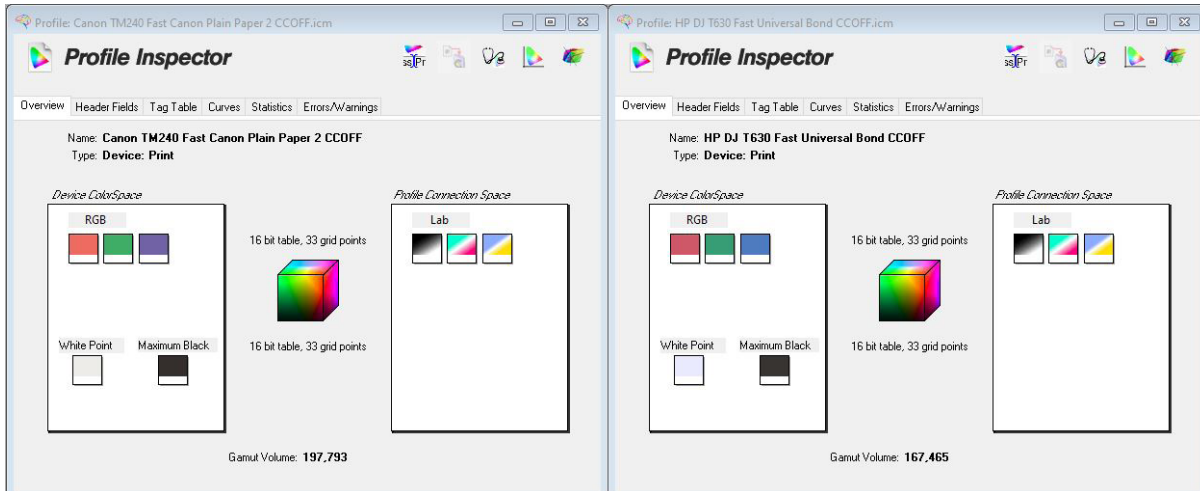 Profile: Canon TM240 Fast Canon Plain Paper 2 CCOFF.icm
Profile Inspector
Overview Header Fields Tag Table Curves Statistics Errors/Warnings
Name: Canon TM240 Fast Canon Plain Paper 2 CCOFF
Type: Device: Print
Device ColorSpace
Profile Connection Space
RGB
Lab
16 bit table, 33 grid points
White Point
Maximum Black
16 bit table, 33 grid points
Gamut Volume: 197,793
Profile: HP DJ T630 Fast Universal Bond CCOFF.icm
Profile Inspector
Overview Header Fields Tag Table Curves Statistics Errors/Warnings
Name: HP DJ T630 Fast Universal Bond CCOFF
Type: Device: Print
Device ColorSpace
Profile Connection Space
RGB
Lab
16 bit table, 33 grid points
White Point
Maximum Black
16 bit table, 33 grid points
Gamut Volume: 167,465